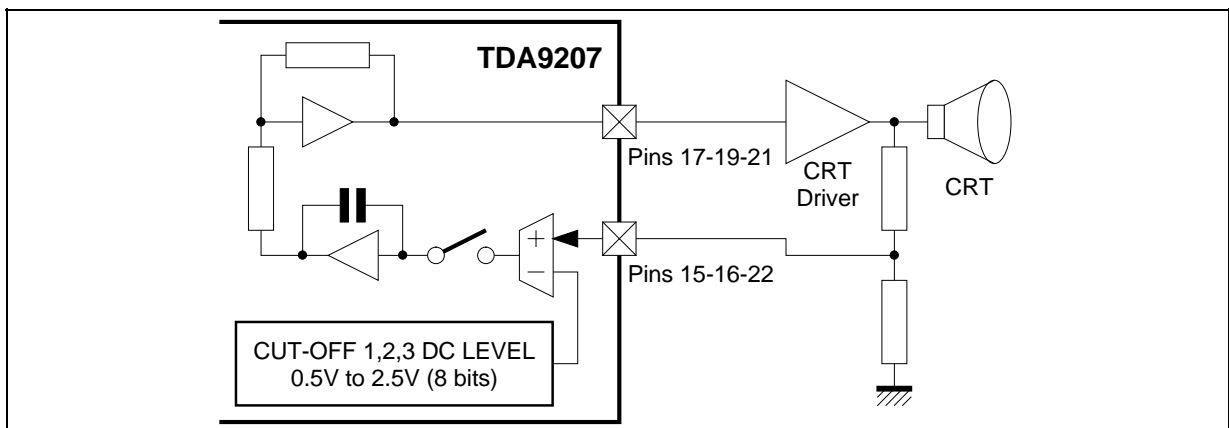 TDA9207
Pins 17-19-21
CRT
Driver
CRT
+
−
Pins 15-16-22
CUT-OFF 1,2,3 DC LEVEL
0.5V to 2.5V (8 bits)